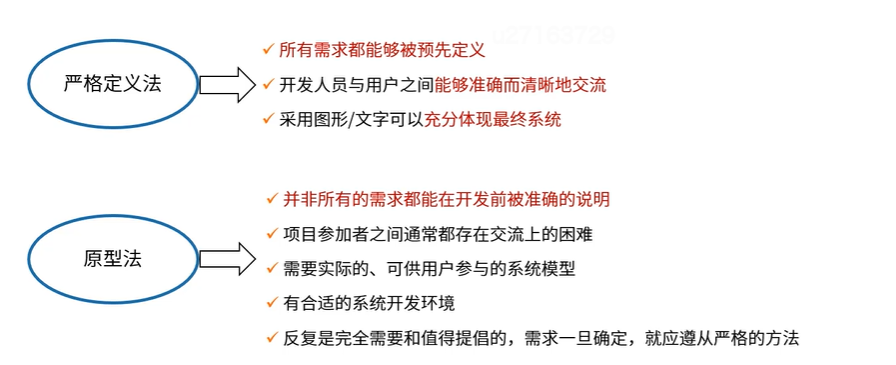 严格定义法
所有需求都能够被预先定义
开发人员与用户之间能够准确而清晰地交流
采用图形/文字可以充分体现最终系统
原型法
并非所有的需求都能在开发前被准确的说明
项目参加者之间通常都存在交流上的困难
需要实际的、可供用户参与的系统模型
有合适的系统开发环境
反复是完全需要和值得提倡的，需求一旦确定，就应遵从严格的方法